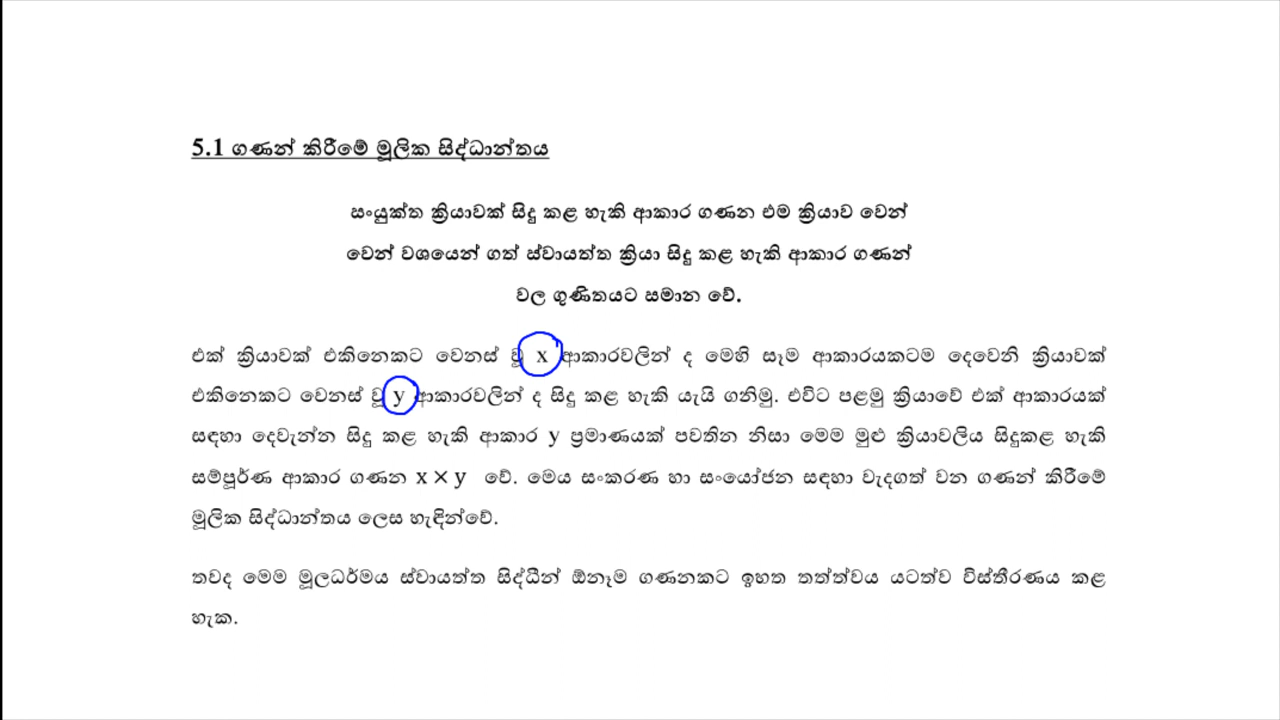 5.1 ගණන් කිරීමේ මූලික සිද්ධාන්තය
සංයුක්ත ක්‍රියාවක් සිදු කළ හැකි ආකාර ගණන එම ක්‍රියාව වෙන්
වෙන් වශයෙන් ගත් ස්වායත්ත ක්‍රියා සිදු කළ හැකි ආකාර ගණන්
වල ගුණිතයට සමාන වේ.
එක් ක්‍රියාවක් එකිනෙකට වෙනස් වූ x ආකාරවලින් ද මෙහි සෑම ආකාරයකටම දෙවෙනි ක්‍රියාවක්
එකිනෙකට වෙනස් වූ y ආකාරවලින් ද සිදු කළ හැකි යැයි ගනිමු. එවිට පළමු ක්‍රියාවේ එක් ආකාරයක්
සඳහා දෙවැන්න සිදු කළ හැකි ආකාර y ප්‍රමාණයක් පවතින නිසා මෙම මුළු ක්‍රියාවලිය සිදුකළ හැකි
සම්පූර්ණ ආකාර ගණන x × y වේ. මෙය සංකරණ හා සංයෝජන සඳහා වැදගත් වන ගණන් කිරීමේ
මූලික සිද්ධාන්තය ලෙස හැඳින්වේ.
තවද මෙම මූලධර්මය ස්වායත්ත සිද්ධීන් ඕනෑම ගණනකට ඉහත තත්ත්වය යටත්ව විස්තීරණය කළ
හැක.